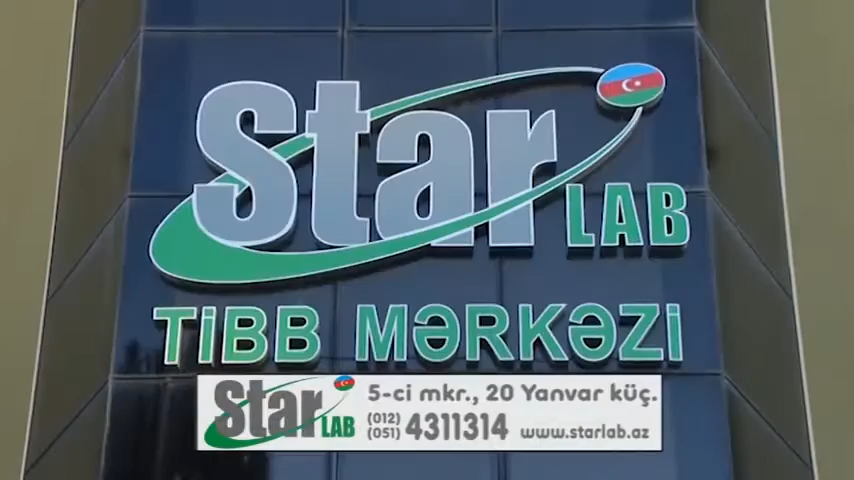 Star LAB
TİBB MƏRKƏZİ
Star LAB
5-ci mkr., 20 Yanvar küç.
(012)
(051) 4311314 www.starlab.az